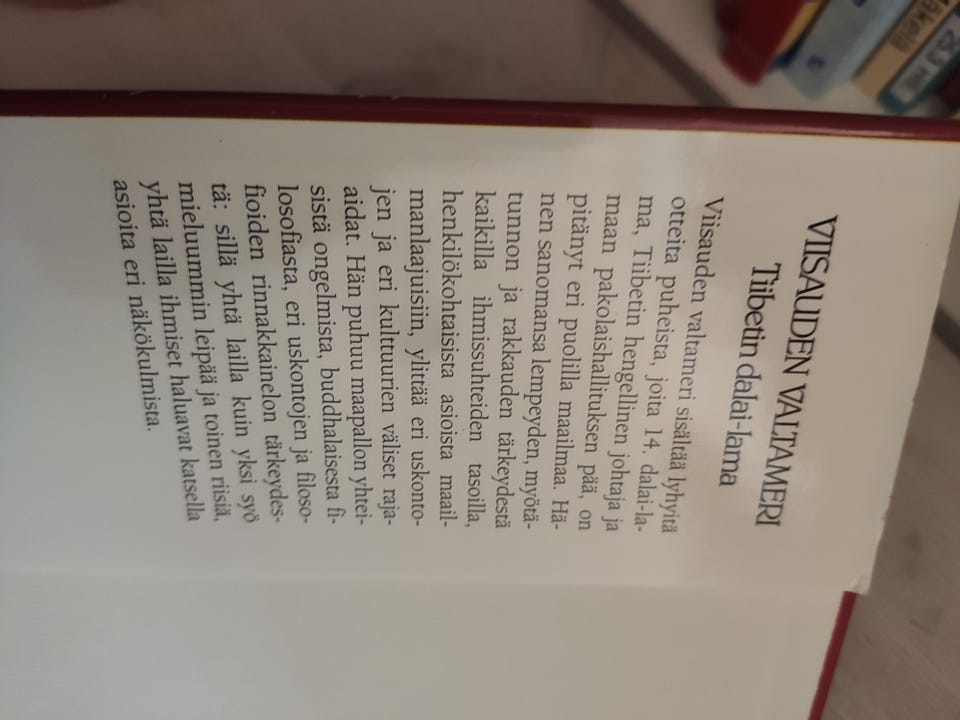 VIISAUDEN VALTAMERI
Tiibetin dalai-lama
Viisauden valtameri sisältää lyhyitä
otteita puheista, joita 14. dalai-la-
ma, Tiibetin hengellinen johtaja ja
maan pakolaishallituksen pää, on
pitänyt eri puolilla maailmaa. Hä-
nen sanomansa lempeyden, myötä-
tunnon ja rakkauden tärkeydestä
kaikilla ihmissuhteiden tasoilla,
henkilökohtaisista asioista maail-
manlaajuisiin, ylittää eri uskonto-
jen ja eri kulttuurien väliset raja-
aidat. Hän puhuu maapallon yhtei-
sistä ongelmista, buddhalaisesta fi-
losofiasta, eri uskontojen ja filoso-
fioiden rinnakkainelon tärkeydes-
tä: sillä yhtä lailla kuin yksi syö
mieluummin leipää ja toinen riisiä,
yhtä lailla ihmiset haluavat katsella
asioita eri näkökulmista.